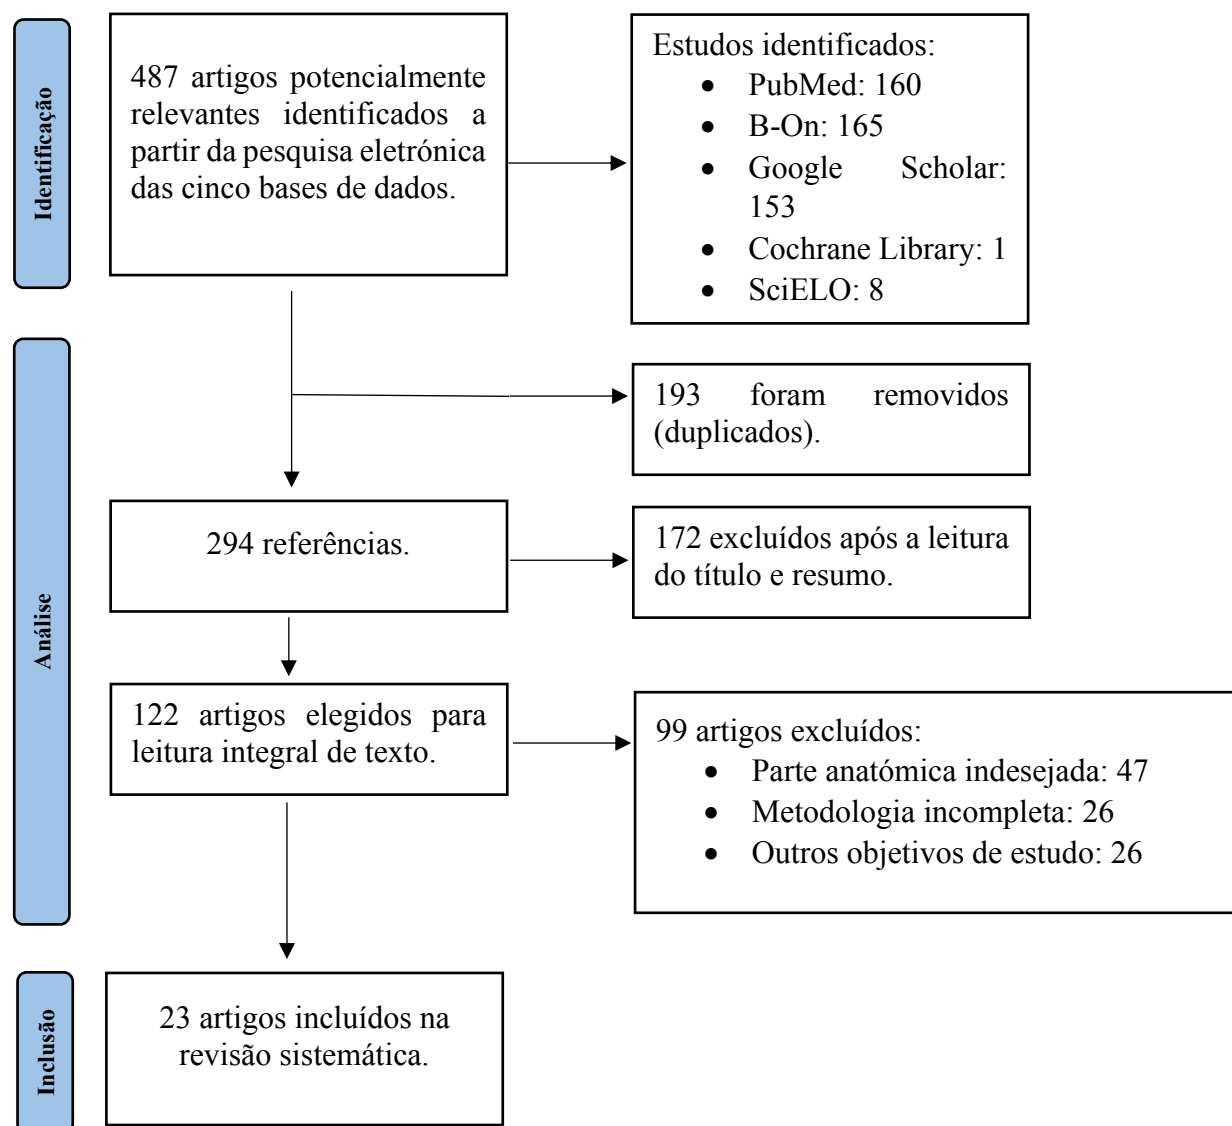 Identificação
487 artigos potencialmente
relevantes identificados a
partir da pesquisa eletrónica
das cinco bases de dados.
Estudos identificados:
• PubMed: 160
• B-On: 165
• Google Scholar:
153
• Cochrane Library: 1
• SciELO: 8
Análise
193 foram removidos
(duplicados).
294 referências.
172 excluídos após a leitura
do título e resumo.
122 artigos elegidos para
leitura integral de texto.
99 artigos excluídos:
• Parte anatómica indesejada: 47
• Metodologia incompleta: 26
• Outros objetivos de estudo: 26
Inclusão
23 artigos incluídos na
revisão sistemática.